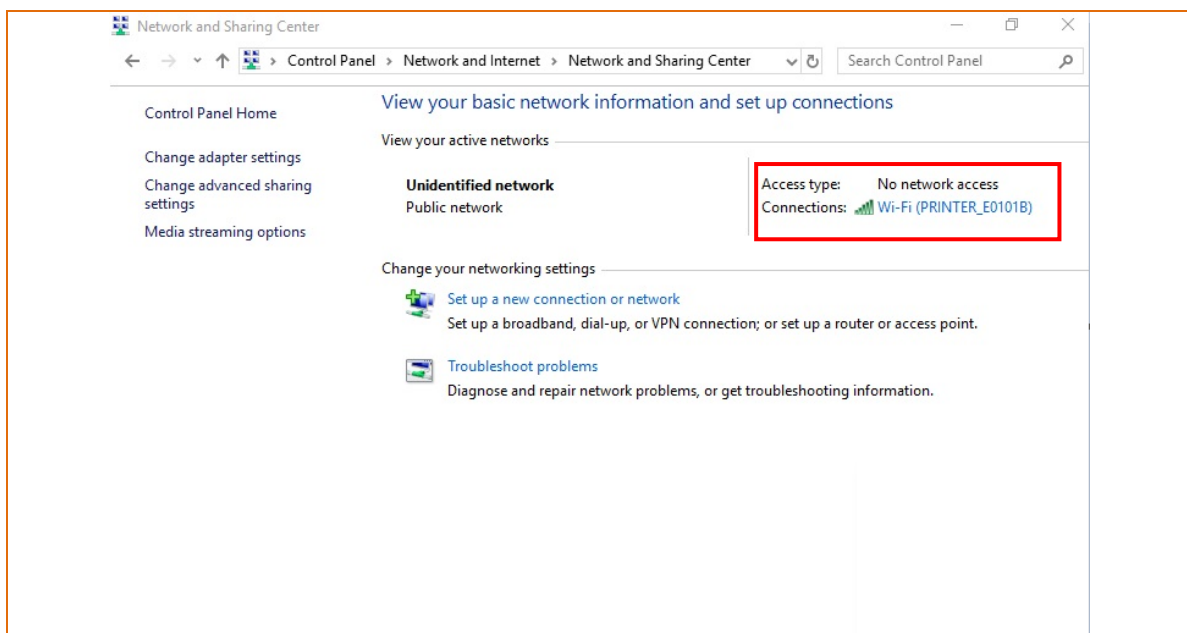 Network and Sharing Center
Control Panel > Network and Internet > Network and Sharing Center
Search Control Panel
Control Panel Home
Change adapter settings
Change advanced sharing
settings
Media streaming options
View your basic network information and set up connections
View your active networks
Unidentified network
Public network
Access type: No network access
Connections: Wi-Fi (PRINTER_E0101B)
Change your networking settings
Set up a new connection or network
Set up a broadband, dial-up, or VPN connection; or set up a router or access point.
Troubleshoot problems
Diagnose and repair network problems, or get troubleshooting information.